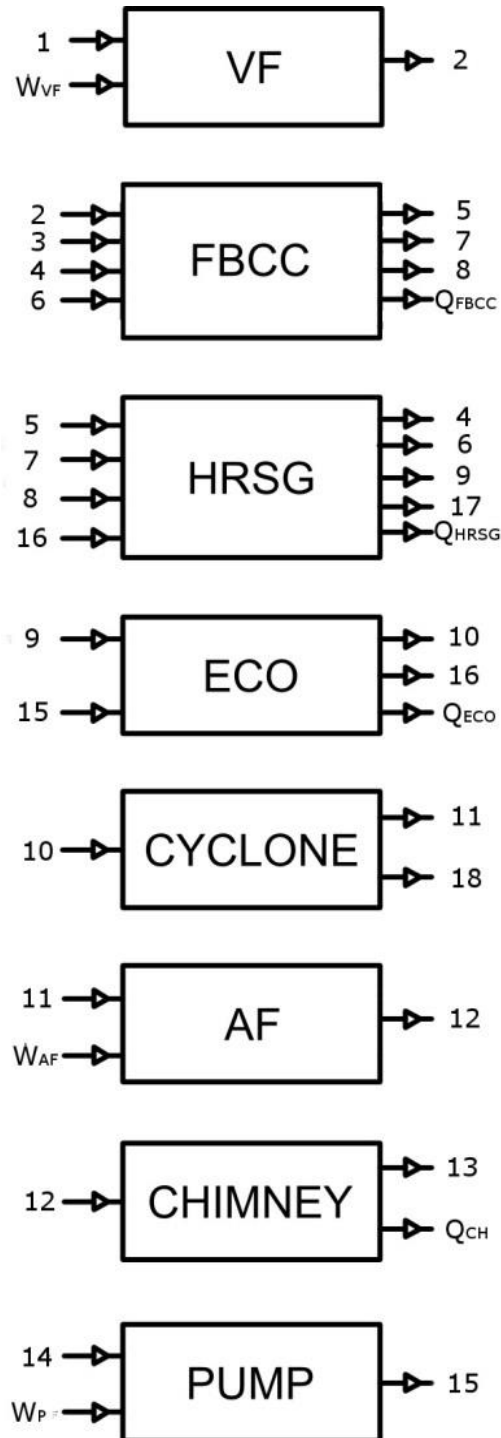 1 VF 2
ẆVF
2 FBCC 5
3 7
4 8
6 QFBCC
5 HRSG 4
7 6
8 9
16 17
QHRSG
9 ECO 10
16
15 QECO
10 CYCLONE 11
18
11 AF 12
ẆAF
12 CHIMNEY 13
QCH
14 PUMP 15
WP